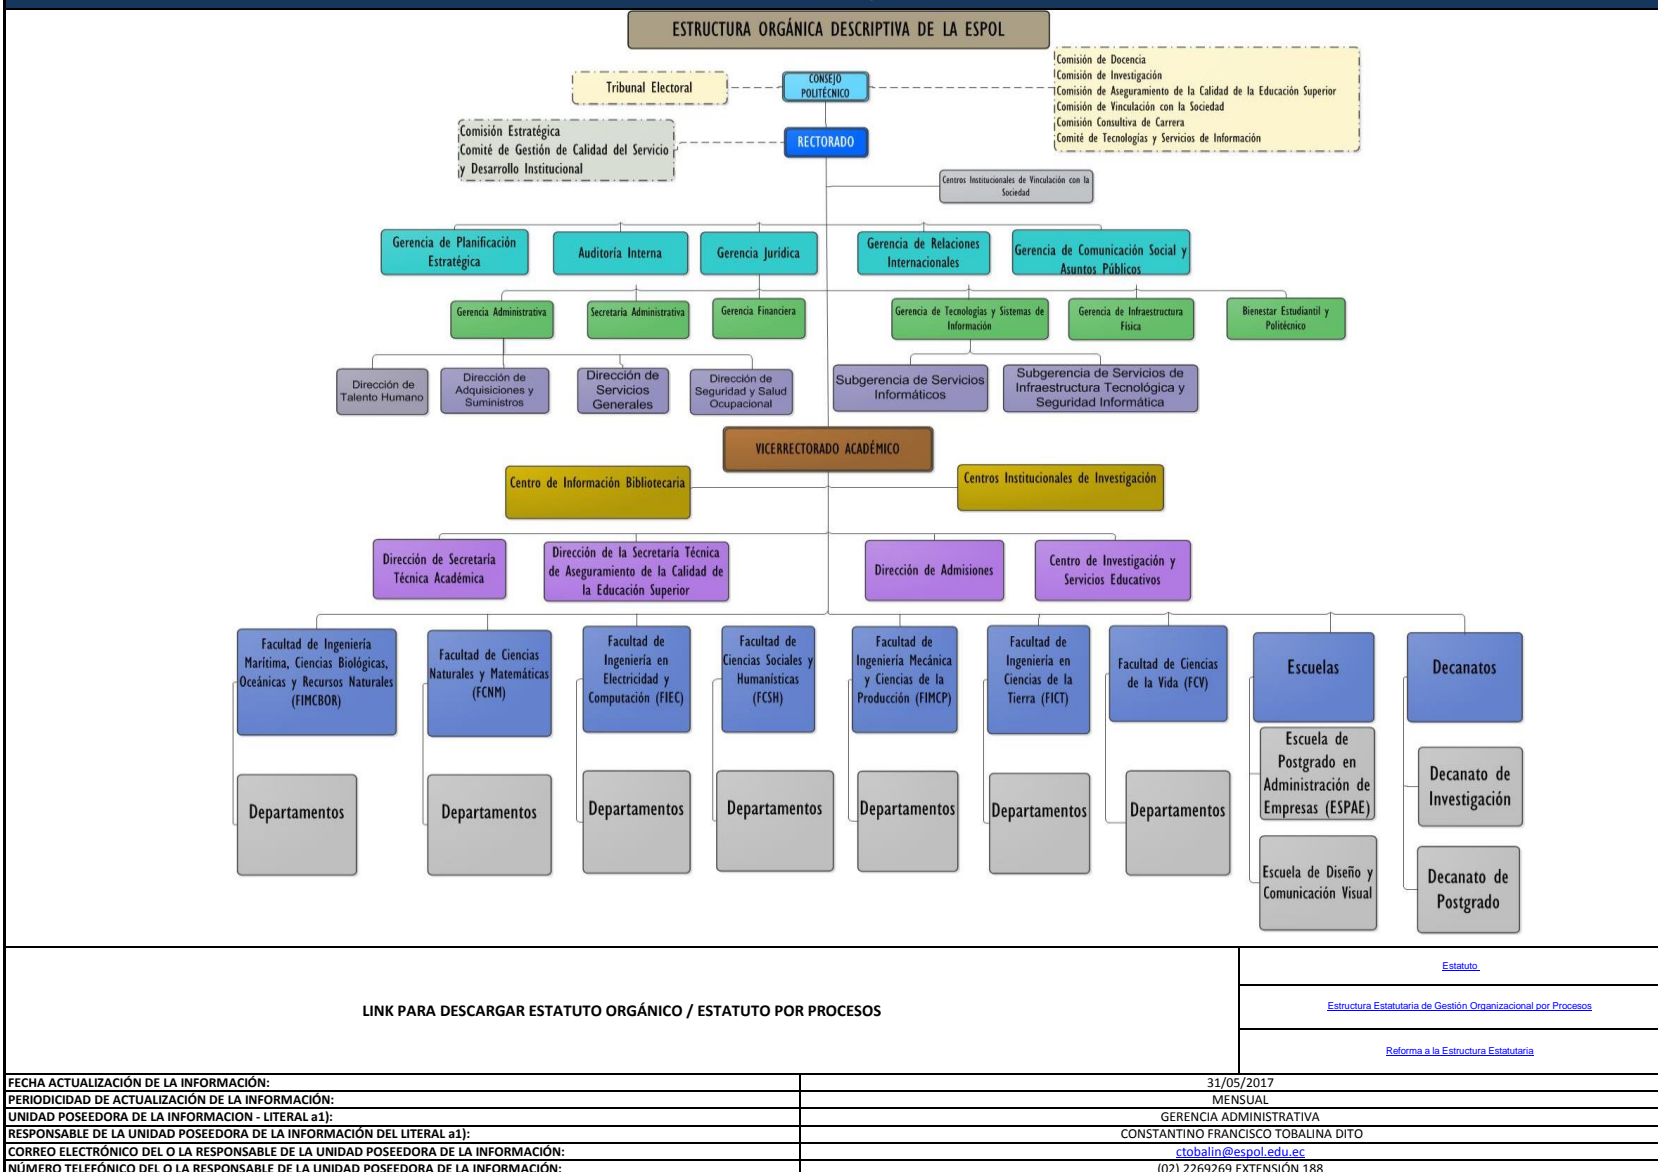 ESTRUCTURA ORGÁNICA DESCRIPTIVA DE LA ESPOL
Tribunal Electoral
CONSEJO
POLITÉCNICO
Comisión de Docencia
Comisión de Investigación
Comisión de Aseguramiento de la Calidad de la Educación Superior
Comisión de Vinculación con la Sociedad
Comisión Consultiva de Carrera
Comité de Tecnologías y Servicios de Información
Comisión Estratégica
Comité de Gestión de Calidad del Servicio
y Desarrollo Institucional
RECTORADO
Centros Institucionales de Vinculación con la
Sociedad
Gerencia de Planificación
Estratégica
Auditoría Interna
Gerencia Jurídica
Gerencia de Relaciones
Internacionales
Gerencia de Comunicación Social y
Asuntos Públicos
Gerencia Administrativa
Secretaría Administrativa
Gerencia Financiera
Gerencia de Tecnologías y Sistemas de
Información
Gerencia de Infraestructura
Física
Bienestar Estudiantil y
Politécnico
Dirección de
Talento Humano
Dirección de
Adquisiciones y
Suministros
Dirección de
Servicios
Generales
Dirección de
Seguridad y Salud
Ocupacional
Subgerencia de Servicios
Informáticos
Subgerencia de Servicios de
Infraestructura Tecnológica y
Seguridad Informática
VICERRECTORADO ACADÉMICO
Centro de Información Bibliotecaria
Centros Institucionales de Investigación
Dirección de Secretaría
Técnica Académica
Dirección de la Secretaría Técnica
de Aseguramiento de la Calidad de
la Educación Superior
Dirección de Admisiones
Centro de Investigación y
Servicios Educativos
Facultad de Ingeniería
Marítima, Ciencias Biológicas,
Oceánicas y Recursos Naturales
(FIMCBOR)
Facultad de Ciencias
Naturales y Matemáticas
(FCNM)
Facultad de
Ingeniería en
Electricidad y
Computación (FIEC)
Facultad de
Ciencias Sociales y
Humanísticas
(FCSH)
Facultad de
Ingeniería Mecánica
y Ciencias de la
Producción (FIMCP)
Facultad de
Ingeniería en
Ciencias de la
Tierra (FICT)
Facultad de Ciencias
de la Vida (FCV)
Escuelas
Decanatos
Departamentos
Departamentos
Departamentos
Departamentos
Departamentos
Departamentos
Departamentos
Escuela de
Postgrado en
Administración de
Empresas (ESPAE)
Escuela de Diseño y
Comunicación Visual
Decanato de
Investigación
Decanato de
Postgrado
LINK PARA DESCARGAR ESTATUTO ORGÁNICO / ESTATUTO POR PROCESOS
Estatuto
Estructura Estatutaria de Gestión Organizacional por Procesos
Reforma a la Estructura Estatutaria
FECHA ACTUALIZACIÓN DE LA INFORMACIÓN: 31/05/2017
PERIODICIDAD DE ACTUALIZACIÓN DE LA INFORMACIÓN: MENSUAL
UNIDAD POSEEDORA DE LA INFORMACION - LITERAL a1): GERENCIA ADMINISTRATIVA
RESPONSABLE DE LA UNIDAD POSEEDORA DE LA INFORMACIÓN DEL LITERAL a1): CONSTANTINO FRANCISCO TOBALINA DITO
CORREO ELECTRÓNICO DEL O LA RESPONSABLE DE LA UNIDAD POSEEDORA DE LA INFORMACIÓN: ctobalin@espol.edu.ec
NÚMERO TELEFÓNICO DEL O LA RESPONSABLE DE LA UNIDAD POSEEDORA DE LA INFORMACIÓN: (02) 2269269 EXTENSIÓN 188